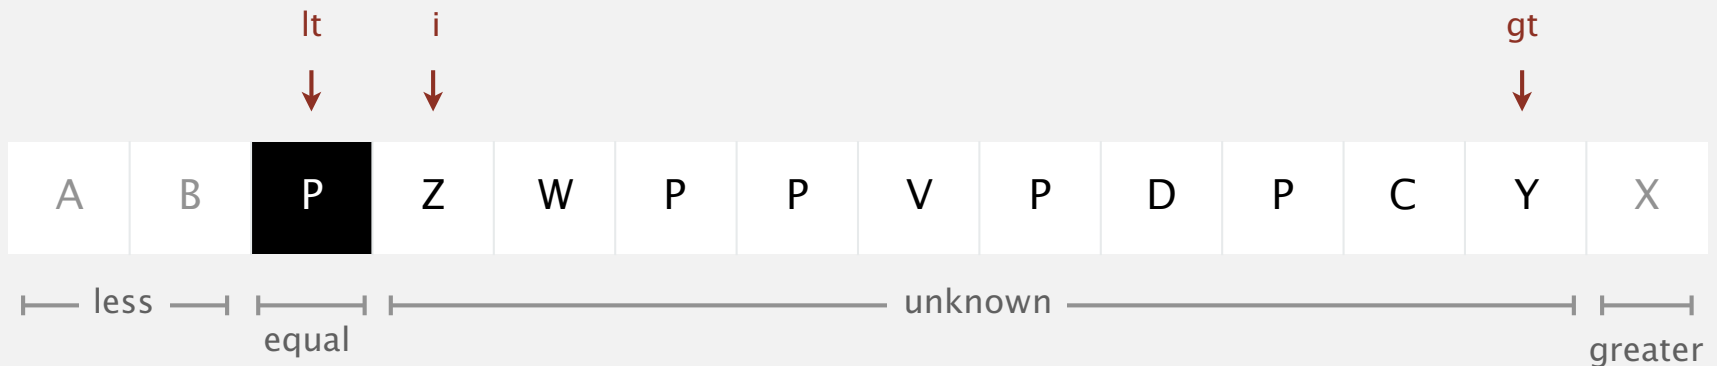 lt i gt
A B P Z W P P V P D P C Y X
less unknown
equal greater